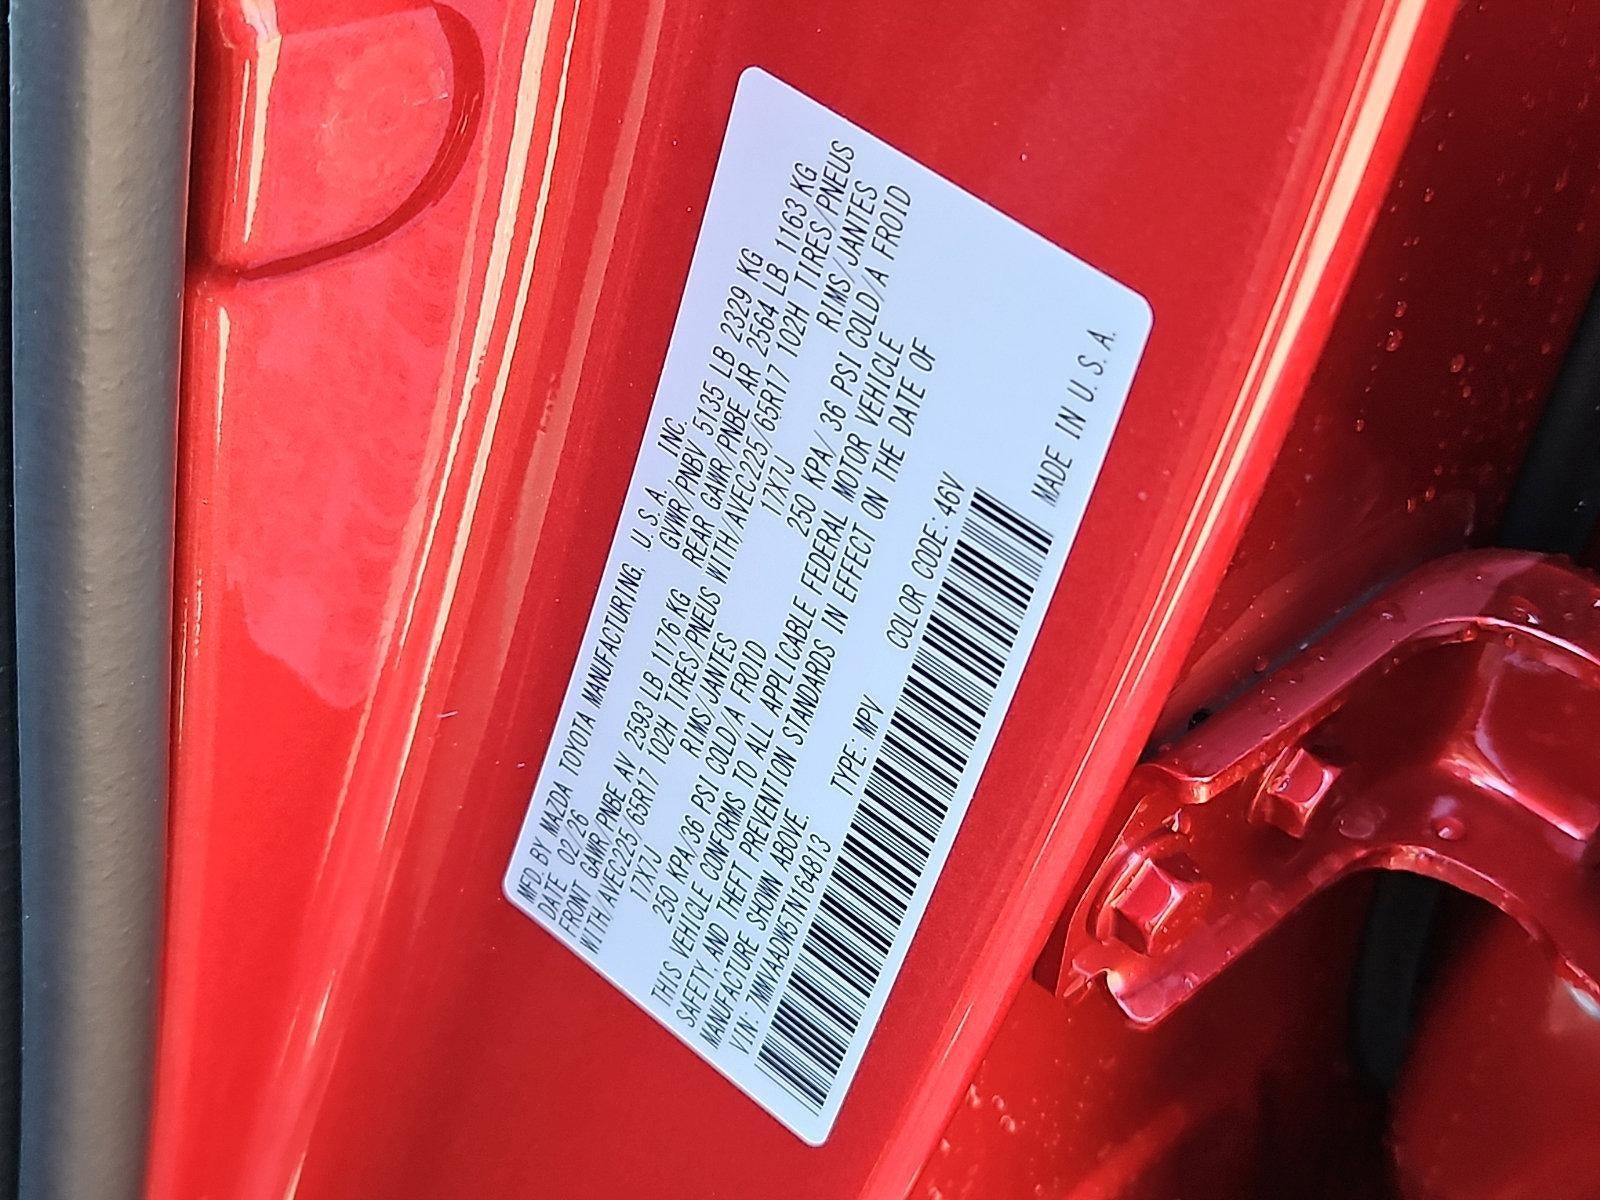 MFD. BY MAZDA TOYOTA MANUFACTURING, U.S.A. INC.
DATE 02/26 GVWR/PNBV 5135 LB 2329 KG
FRONT GAWR/PNBE AV 2593 LB 1176 KG REAR GAWR/PNBE AR 2564 LB 1163 KG
WITH/AVEC225/65R17 102H TIRES/PNEUS WITH/AVEC225/65R17 102H TIRES/PNEUS
17X7J RIMS/JANTES 17X7J RIMS/JANTES
250 KPA/36 PSI COLD/A FROID 250 KPA/36 PSI COLD/A FROID
THIS VEHICLE CONFORMS TO ALL APPLICABLE FEDERAL MOTOR VEHICLE
SAFETY, AND THEFT PREVENTION STANDARDS IN EFFECT ON THE DATE OF
MANUFACTURE SHOWN ABOVE.
VIN: 7MMVAADW5TN164813 TYPE: MPV COLOR CODE: 46V
MADE IN U.S.A.